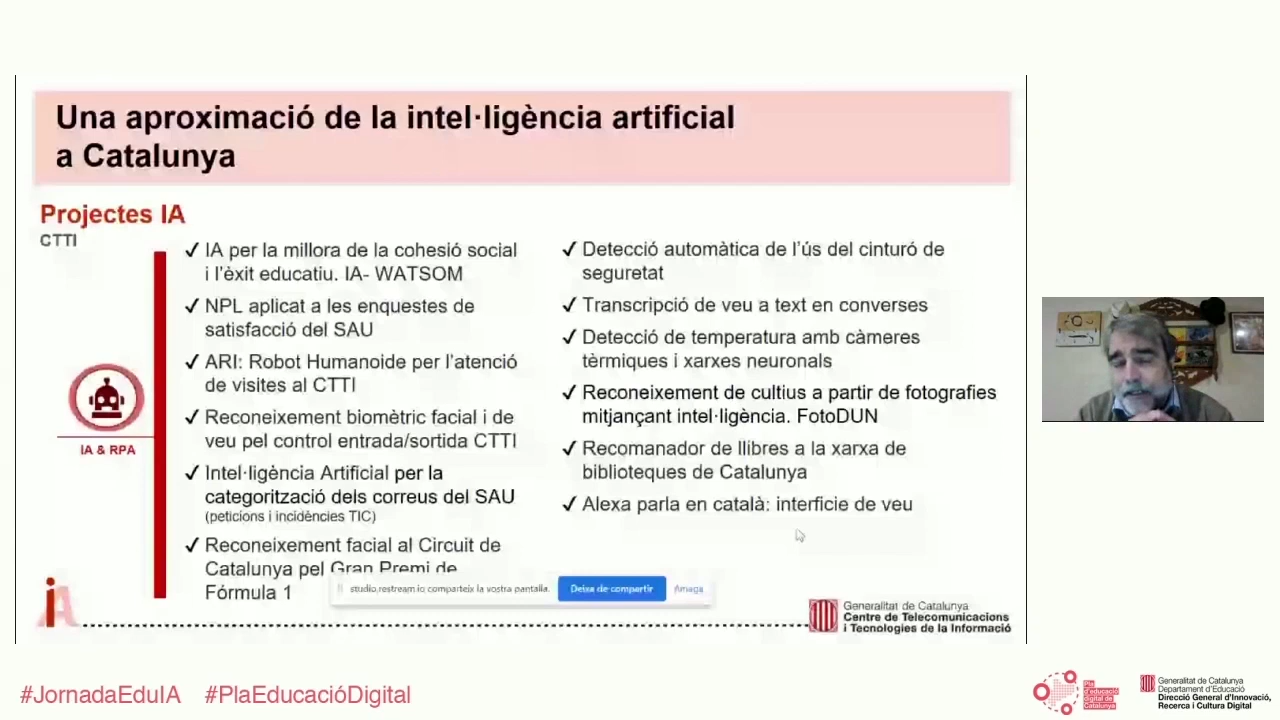 Una aproximació de la intel·ligència artificial
a Catalunya
Projectes IA
CTTI
IA & RPA
✓ IA per la millora de la cohesió social
i l'èxit educatiu. IA- WATSOM
✓ NPL aplicat a les enquestes de
satisfacció del SAU
✓ ARI: Robot Humanoide per l'atenció
de visites al CTTI
✓ Reconeixement biomètric facial i de
veu pel control entrada/sortida CTTI
✓ Intel·ligència Artificial per la
categorització dels correus del SAU
(peticions i incidències TIC)
✓ Reconeixement facial al Circuit de
Catalunya pel Gran Premi de
Fórmula 1
✓ Detecció automàtica de l'ús del cinturó de
seguretat
✓ Transcripció de veu a text en converses
✓ Detecció de temperatura amb càmeres
tèrmiques i xarxes neuronals
✓ Reconeixement de cultius a partir de fotografies
mitjançant intel·ligència. FotoDUN
✓ Recomanador de llibres a la xarxa de
biblioteques de Catalunya
✓ Alexa parla en català: interficie de veu
studio.restream.io comparteix la vostra pantalla.
Deixa de compartir
Amaga
iA
Generalitat de Catalunya
Centre de Telecomunicacions
i Tecnologies de la Informació
#JornadaEduIA #PlaEducacióDigital
Pla
d'educació
digital de
Catalunya
Generalitat de Catalunya
Departament d'Educació
Direcció General d'Innovació,
Recerca i Cultura Digital